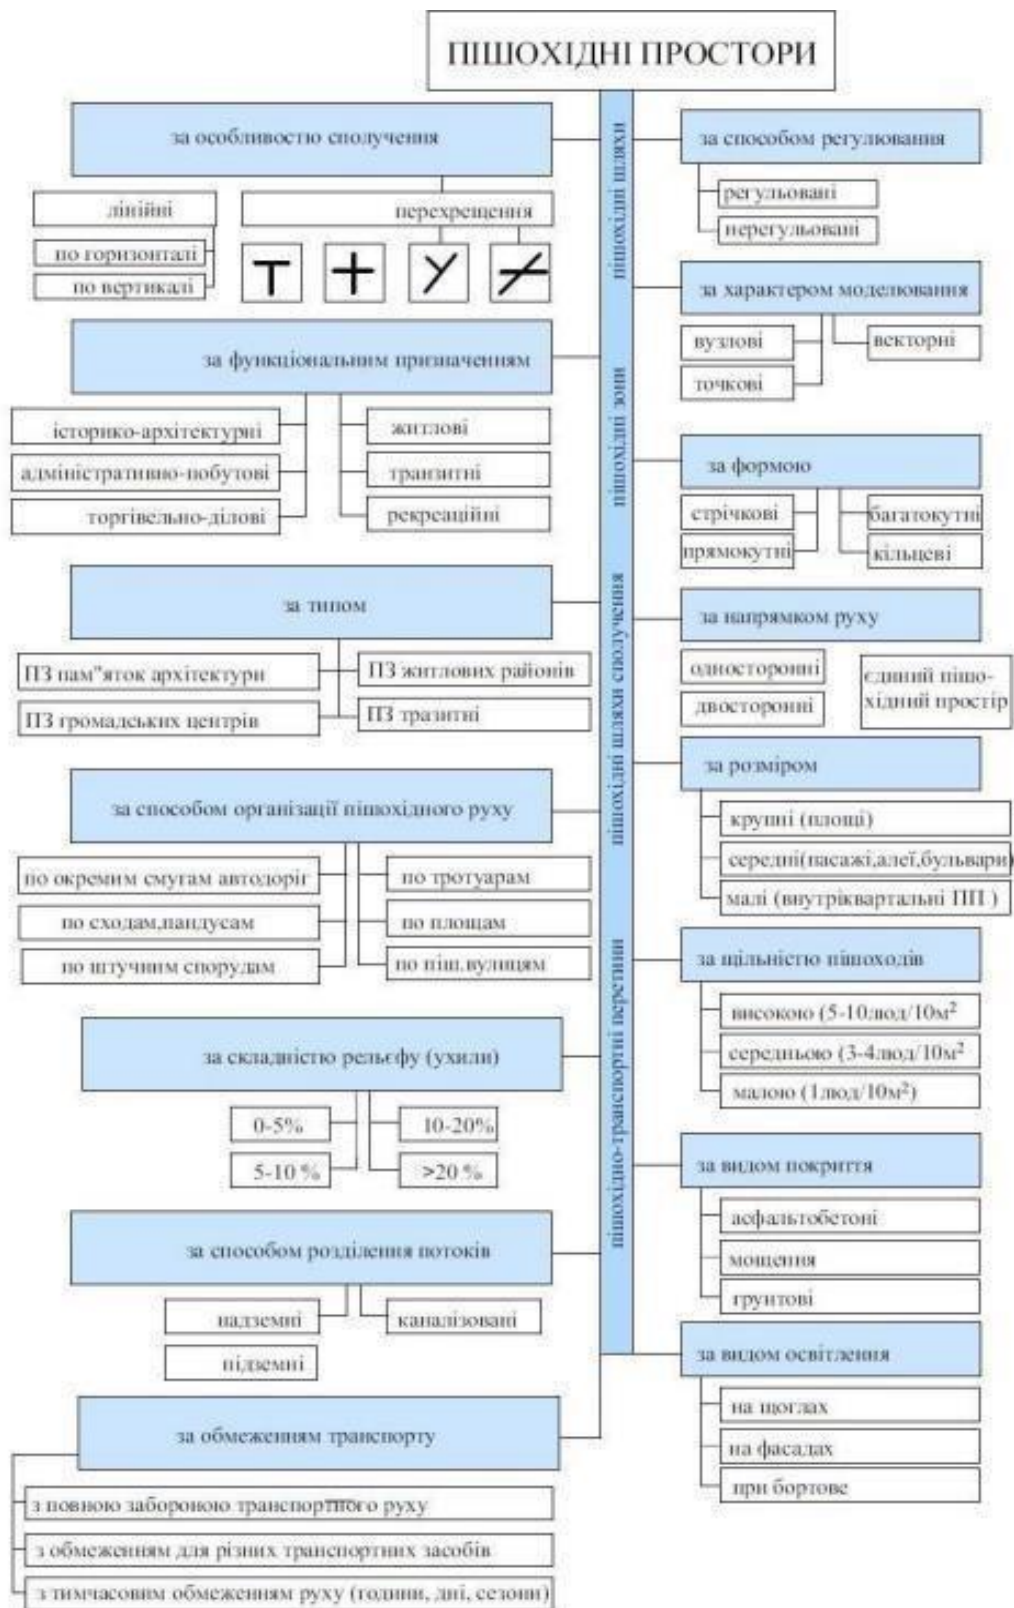 ПІШОХІДНІ ПРОСТОРИ
за особливостю сполучення
лінійні
по горизонталі
по вертикалі
перехрещення
за функціональним призначенням
історико-архітектурні
адміністративно-побутові
торгівельно-ділові
житлові
транзитні
рекреаційні
за типом
ПЗ пам"яток архітектури
ПЗ громадських центрів
ПЗ житлових районів
ПЗ тразитні
за способом організації пішохідного руху
по окремим смугам автодоріг
по сходам,пандусам
по штучним спорудам
по тротуарам
по площам
по піш.вулицям
за складністю рельєфу (ухили)
0-5%
5-10 %
10-20%
>20 %
за способом розділення потоків
надземні
підземні
каналізовані
за обмеженням транспорту
з повною забороною транспортного руху
з обмеженням для різних транспортних засобів
з тимчасовим обмеженням руху (години, дні, сезони)
пішохідні шляхи
пішохідні зони
пішохідні шляхи сполучення
пішохідно-транспортні перетини
за способом регулювання
регульовані
нерегульовані
за характером моделювання
вузлові
точкові
векторні
за формою
стрічкові
прямокутні
багатокутні
кільцеві
за напрямком руху
односторонні
двосторонні
єдиний пішо-
хідний простір
за розміром
крупні (площі)
середні(пасажі,алеї,бульвари
малі (внутріквартальні ПП )
за щільністю пішоходів
високою (5-10люд/10м²
середньою (3-4люд/10м²
малою (1люд/10м²)
за видом покриття
асфальтобетоні
мощення
грунтові
за видом освітлення
на щоглах
на фасадах
при бортове